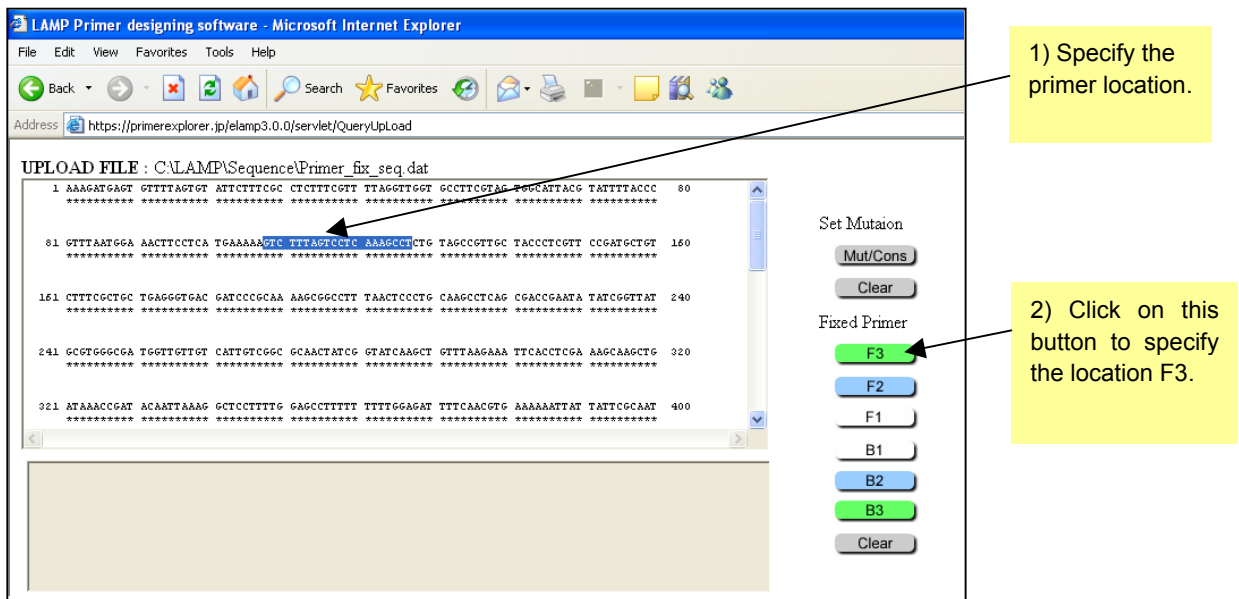 LAMP Primer designing software - Microsoft Internet Explorer
File Edit View Favorites Tools Help
Back Search Favorites
Address https://primerexplorer.jp/elamp3.0.0/servlet/QueryUpLoad
UPLOAD FILE : C:\LAMP\Sequence\Primer_fix_seq.dat
1 AAAGATGAGT GTTTTAGTGT ATTCTTTCGC CTCTTTCGTT TTAGGTTGGT GCCTTCGTAG TGGCATTACG TATTTTACCC 80
********** ********** ********** ********** ********** ********** ********** **********
81 GTTTAATGGA AACTTCCTCA TGAAAAAGTC TTTAGTCCTC AAAGCCTCTG TAGCCGTTGC TACCCTCGTT CCGATGCTGT 160
********** ********** ********** ********** ********** ********** ********** **********
161 CTTTCGCTGC TGAGGGTGAC GATCCCGCAA AAGCGGCCTT TAACTCCCTG CAAGCCTCAG CGACCGAATA TATCGGTTAT 240
********** ********** ********** ********** ********** ********** ********** **********
241 GCGTGGGCGA TGGTTGTTGT CATTGTCGGC GCAACTATCG GTATCAAGCT GTTTAAGAAA TTCACCTCGA AAGCAAGCTG 320
********** ********** ********** ********** ********** ********** ********** **********
321 ATAAACCGAT ACAATTAAAG GCTCCTTTTG GAGCCTTTTT TTTTGGAGAT TTTCAACGTG AAAAAATTAT TATTCGCAAT 400
********** ********** ********** ********** ********** ********** ********** **********
Set Mutaion
Mut/Cons
Clear
Fixed Primer
F3
F2
F1
B1
B2
B3
Clear
1) Specify the
primer location.
2) Click on this
button to specify
the location F3.